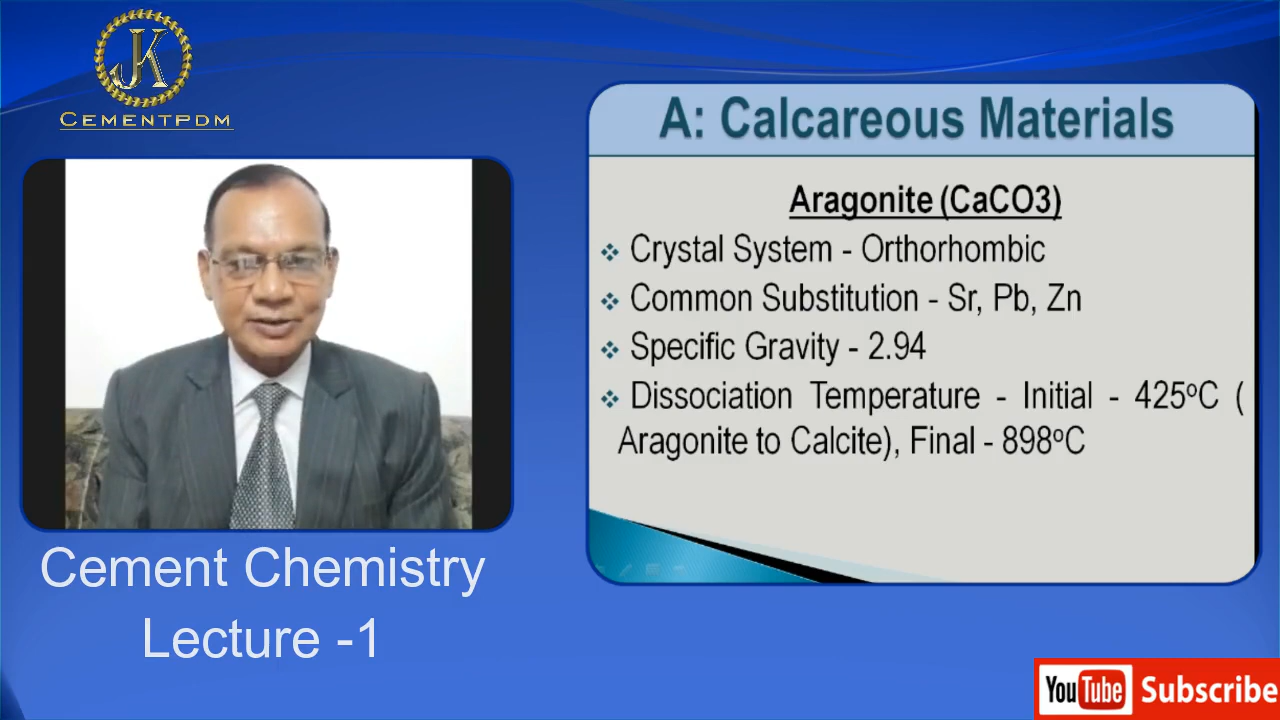 JK
CEMENTPDM
A: Calcareous Materials
Aragonite (CaCO3)
❖ Crystal System - Orthorhombic
❖ Common Substitution - Sr, Pb, Zn
❖ Specific Gravity - 2.94
❖ Dissociation Temperature - Initial - 425ºC (
Aragonite to Calcite), Final - 898ºC
Cement Chemistry
Lecture -1
YouTube Subscribe